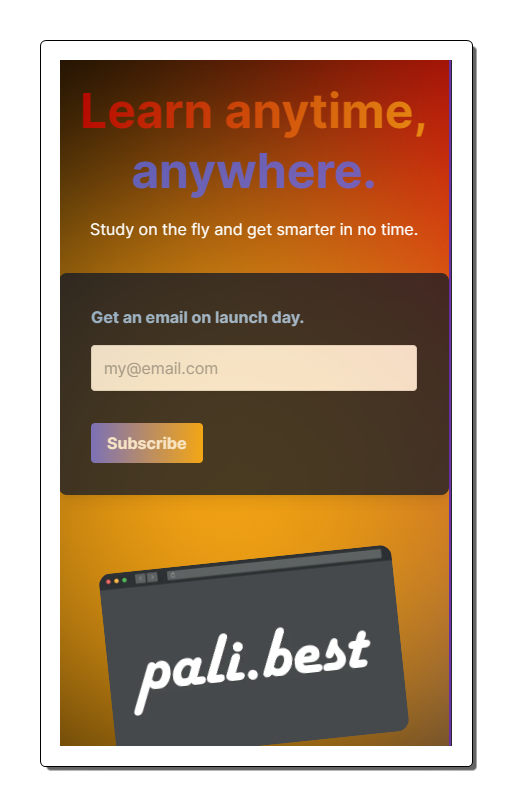 Learn anytime,
anywhere.
Study on the fly and get smarter in no time.
Get an email on launch day.
my@email.com
Subscribe
pali.best